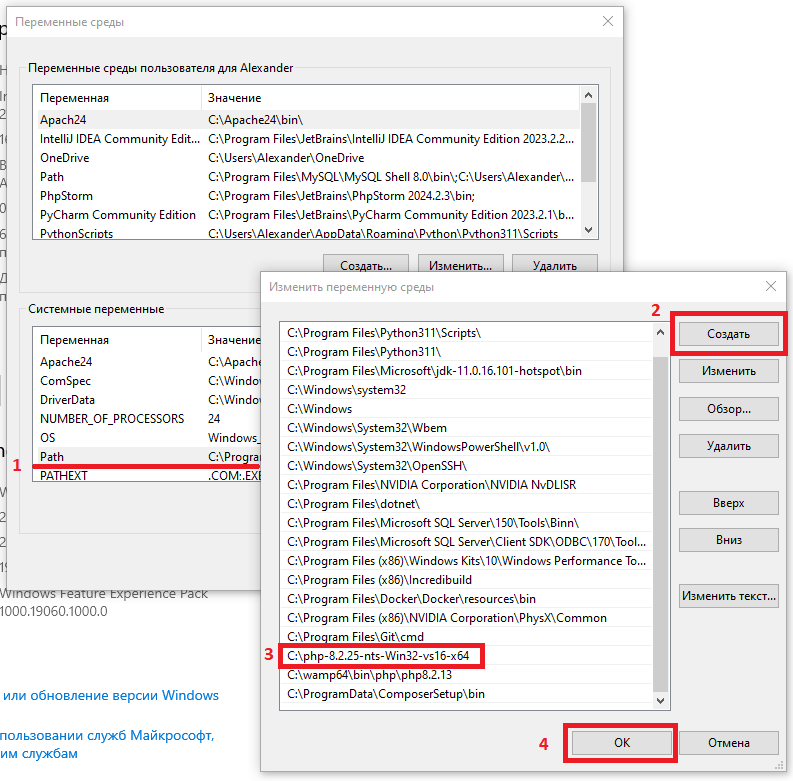 Переменные среды
Переменные среды пользователя для Alexander
Переменная Значение
Apach24 C:\Apache24\bin\
IntelliJ IDEA Community Edit... C:\Program Files\JetBrains\IntelliJ IDEA Community Edition 2023.2.2...
OneDrive C:\Users\Alexander\OneDrive
Path C:\Program Files\MySQL\MySQL Shell 8.0\bin\;C:\Users\Alexander\...
PhpStorm C:\Program Files\JetBrains\PhpStorm 2024.2.3\bin;
PyCharm Community Edition C:\Program Files\JetBrains\PyCharm Community Edition 2023.2.1\b...
PythonScripts C:\Users\Alexander\AppData\Roaming\Python\Python311\Scripts
Создать... Изменить... Удалить
Системные переменные
Переменная Значение
Apache24 C:\Apache
ComSpec C:\Windo
DriverData C:\Windo
NUMBER_OF_PROCESSORS 24
OS Windows_
1
Path C:\Progra
PATHEXT .COM;.EXE
Windows Feature Experience Pack
1000.19060.1000.0
или обновление версии Windows
пользовании служб Майкрософт,
им службам
Изменить переменную среды
C:\Program Files\Python311\Scripts\
C:\Program Files\Python311\
C:\Program Files\Microsoft\jdk-11.0.16.101-hotspot\bin
C:\Windows\system32
C:\Windows
C:\Windows\System32\Wbem
C:\Windows\System32\WindowsPowerShell\v1.0\
C:\Windows\System32\OpenSSH\
C:\Program Files\NVIDIA Corporation\NVIDIA NvDLISR
C:\Program Files\dotnet\
C:\Program Files\Microsoft SQL Server\150\Tools\Binn\
C:\Program Files\Microsoft SQL Server\Client SDK\ODBC\170\Tool...
C:\Program Files (x86)\Windows Kits\10\Windows Performance To...
C:\Program Files (x86)\Incredibuild
C:\Program Files\Docker\Docker\resources\bin
C:\Program Files (x86)\NVIDIA Corporation\PhysX\Common
C:\Program Files\Git\cmd
3 C:\php-8.2.25-nts-Win32-vs16-x64
C:\wamp64\bin\php\php8.2.13
C:\ProgramData\ComposerSetup\bin
2
Создать
Изменить
Обзор...
Удалить
Вверх
Вниз
Изменить текст...
4 OK Отмена